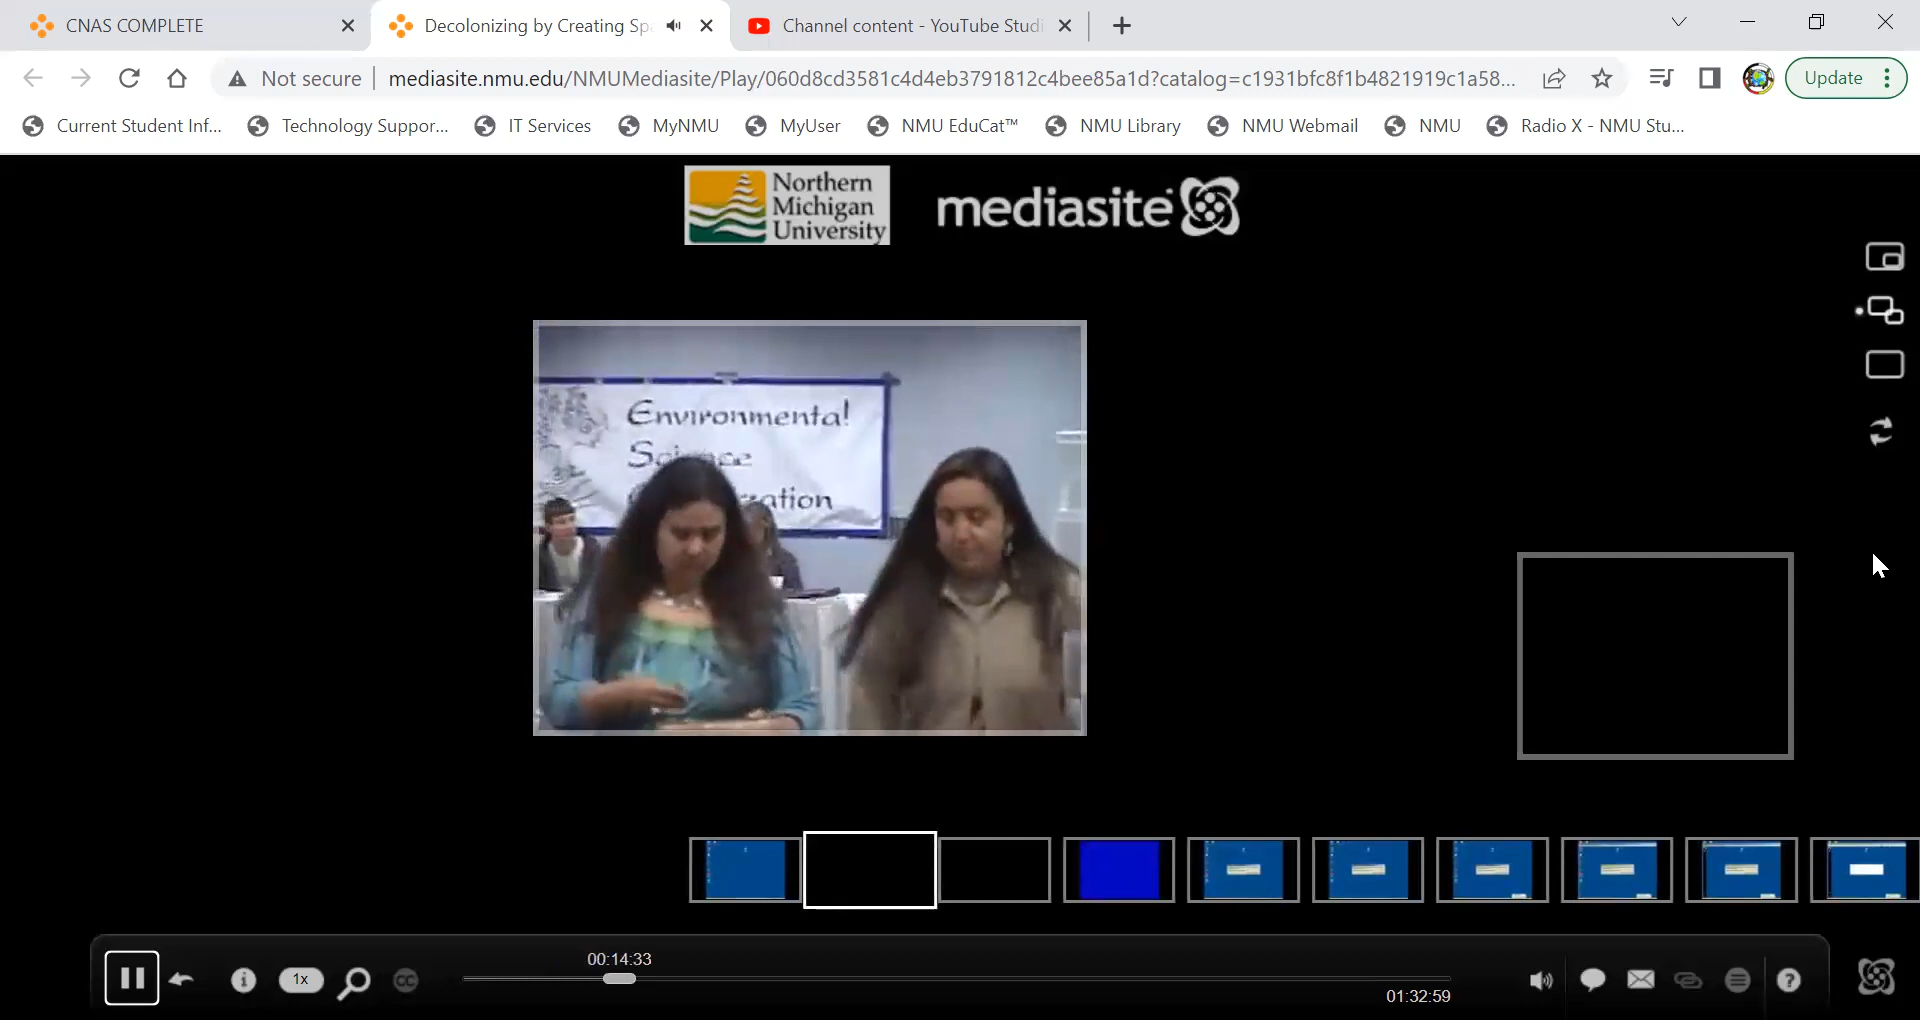 CNAS COMPLETE
Decolonizing by Creating Sp
Channel content - YouTube Studi
Not secure
mediasite.nmu.edu/NMUMediasite/Play/060d8cd3581c4d4eb3791812c4bee85a1d?catalog=c1931bfc8f1b4821919c1a58...
Update
Current Student Inf...
Technology Suppor...
IT Services
MyNMU
MyUser
NMU EduCat™
NMU Library
NMU Webmail
NMU
Radio X - NMU Stu...
Northern
Michigan
University
mediasite
Environmental
00:14:33
1x
CC
01:32:59